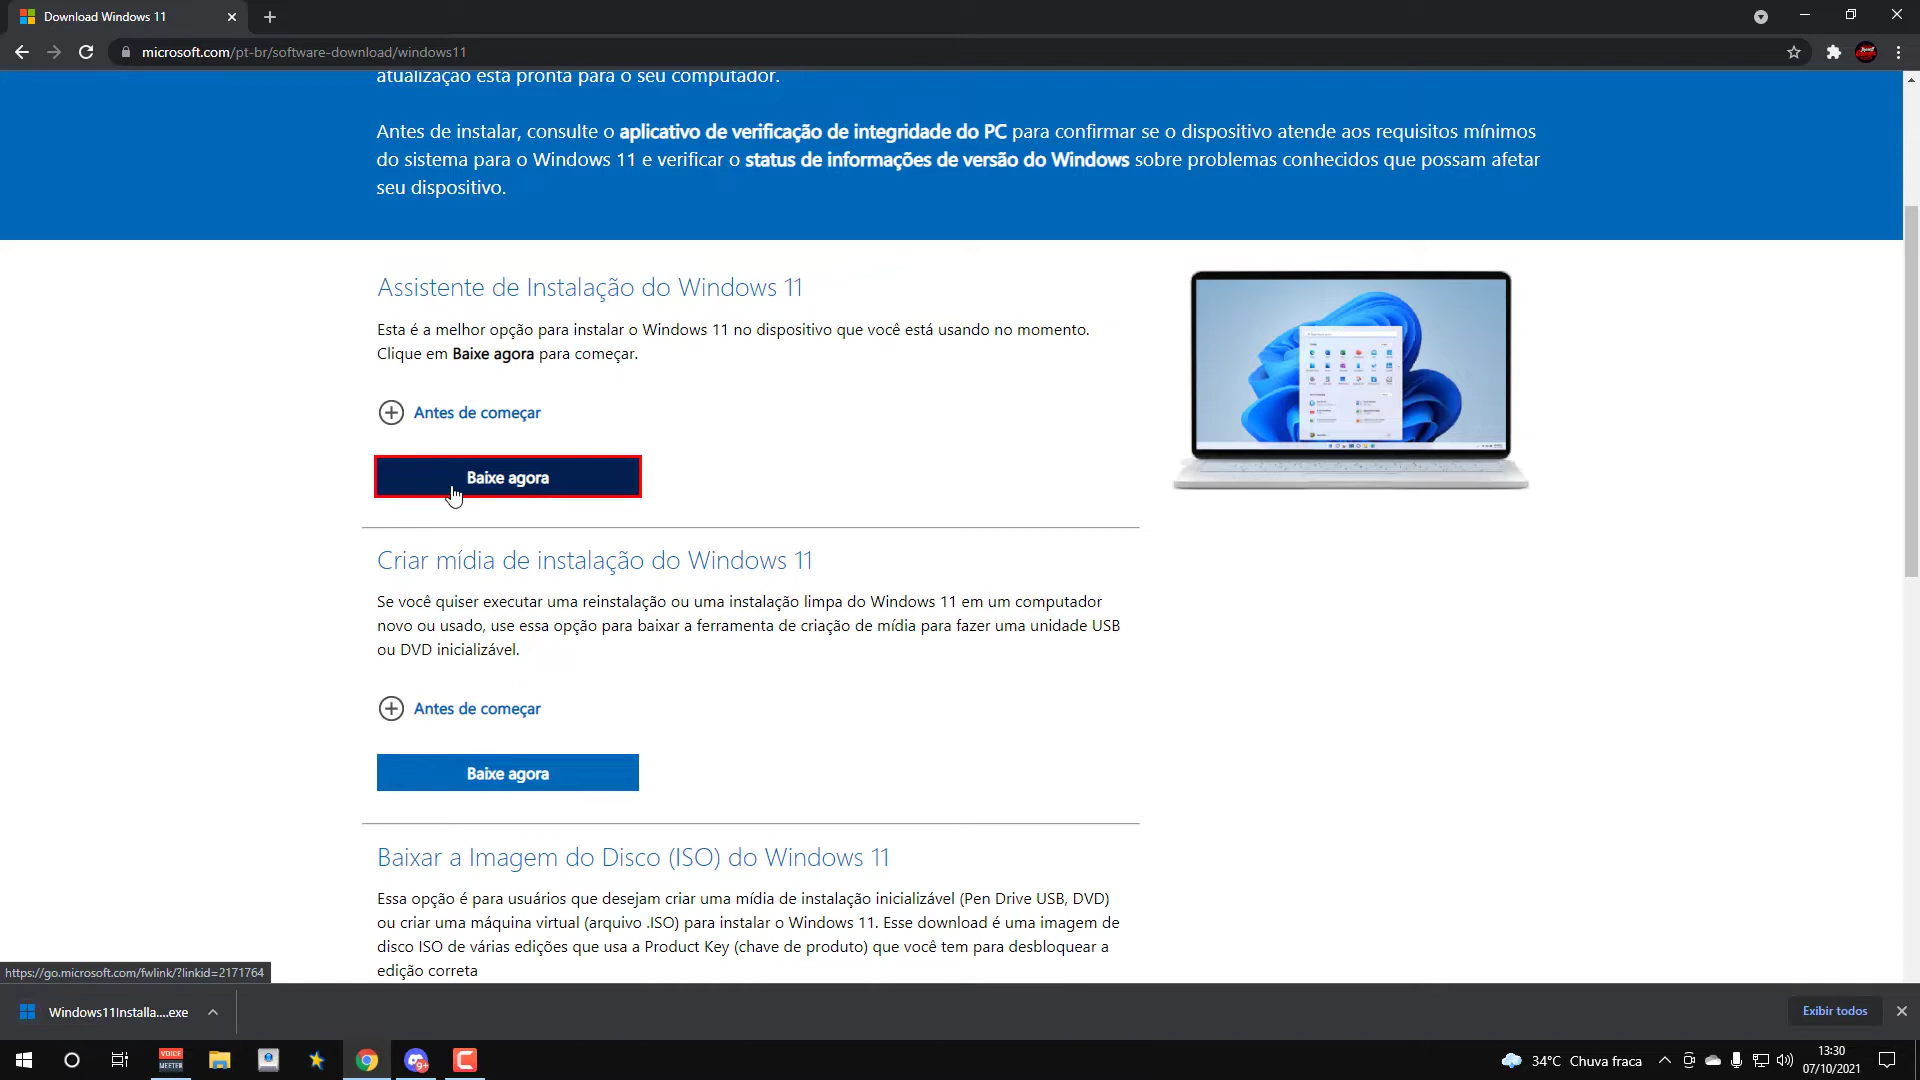 Download Windows 11
microsoft.com/pt-br/software-download/windows11
atualização está pronta para o seu computador.
Antes de instalar, consulte o aplicativo de verificação de integridade do PC para confirmar se o dispositivo atende aos requisitos mínimos
do sistema para o Windows 11 e verificar o status de informações de versão do Windows sobre problemas conhecidos que possam afetar
seu dispositivo.
Assistente de Instalação do Windows 11
Esta é a melhor opção para instalar o Windows 11 no dispositivo que você está usando no momento.
Clique em Baixe agora para começar.
Antes de começar
Baixe agora
Criar mídia de instalação do Windows 11
Se você quiser executar uma reinstalação ou uma instalação limpa do Windows 11 em um computador
novo ou usado, use essa opção para baixar a ferramenta de criação de mídia para fazer uma unidade USB
ou DVD inicializável.
Antes de começar
Baixe agora
Baixar a Imagem do Disco (ISO) do Windows 11
Essa opção é para usuários que desejam criar uma mídia de instalação inicializável (Pen Drive USB, DVD)
ou criar uma máquina virtual (arquivo .ISO) para instalar o Windows 11. Esse download é uma imagem de
disco ISO de várias edições que usa a Product Key (chave de produto) que você tem para desbloquear a
edição correta
https://go.microsoft.com/fwlink/?linkid=2171764
Windows11Installa....exe
Exibir todos
VOICE
MEETER
9+
34°C Chuva fraca
13:30
07/10/2021